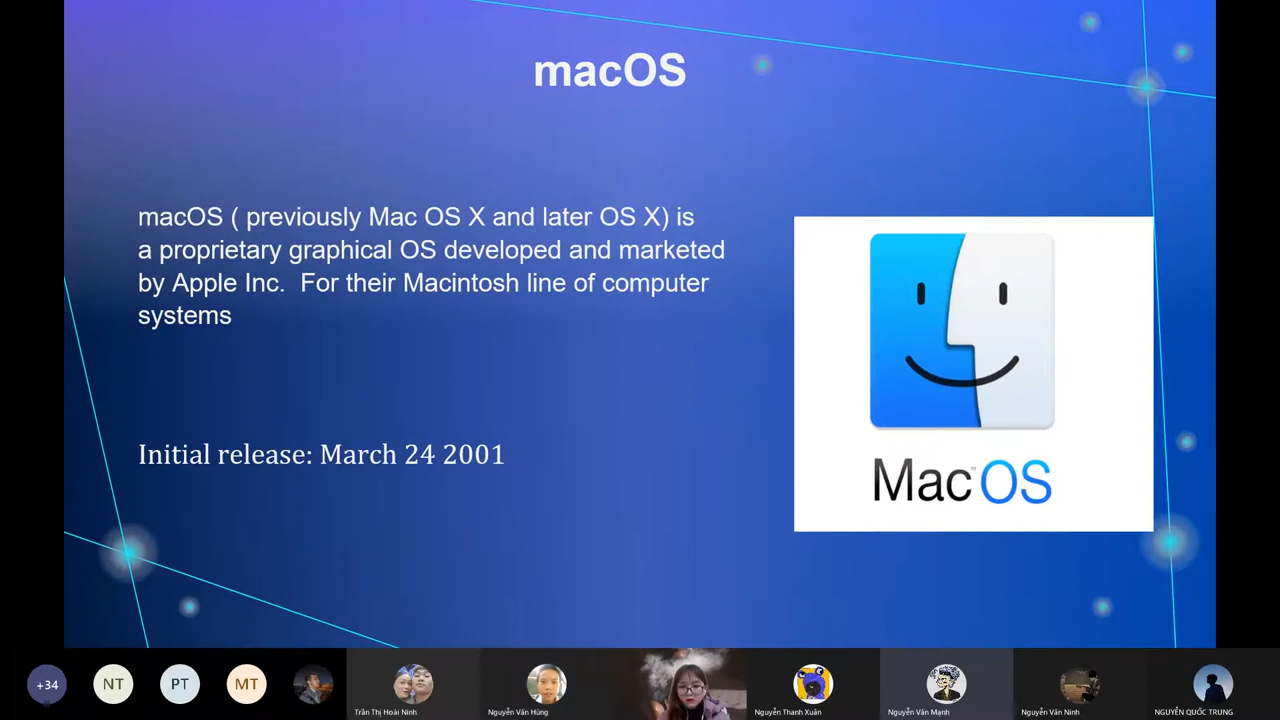 macOS
macOS ( previously Mac OS X and later OS X) is
a proprietary graphical OS developed and marketed
by Apple Inc.  For their Macintosh line of computer
systems
Initial release: March 24 2001
Mac™OS
+34
NT
PT
MT
Trần Thị Hoài Ninh
Nguyễn Văn Hùng
Nguyễn Thanh Xuân
Nguyễn Văn Mạnh
Nguyễn Văn Ninh
NGUYỄN QUỐC TRUNG